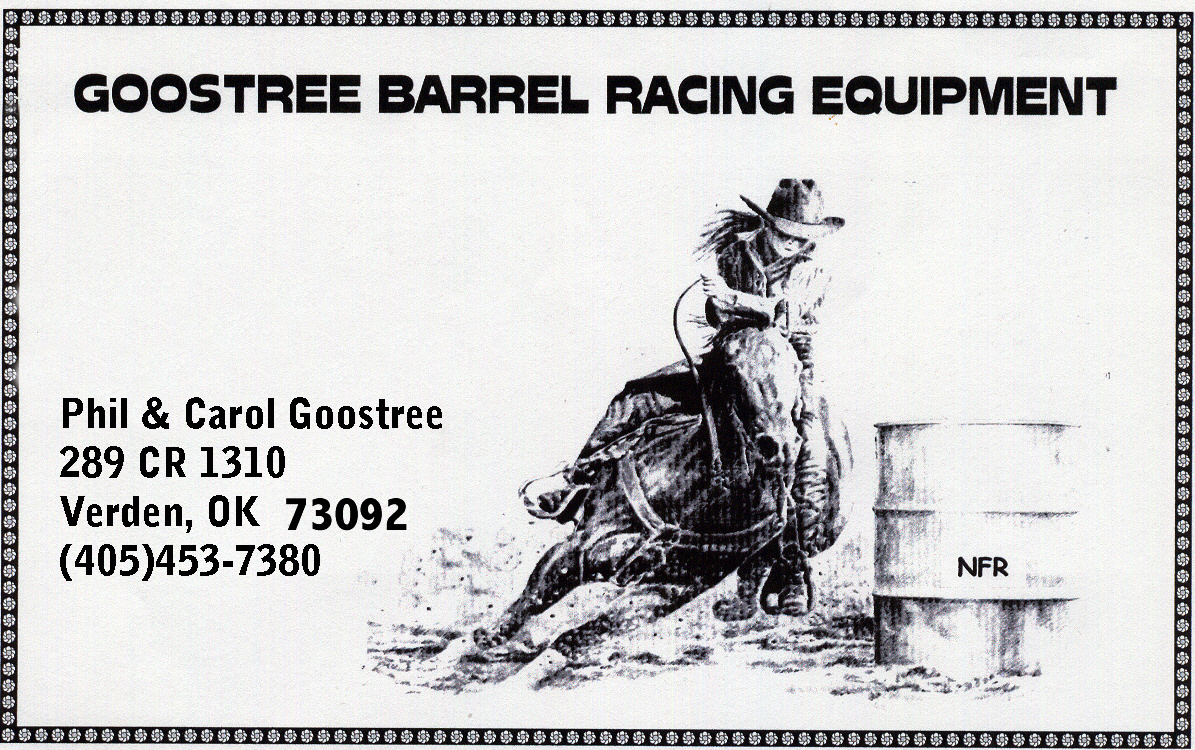 GOOSTREE BARREL RACING EQUIPMENT
Phil & Carol Goostree
289 CR 1310
Verden, OK 73092
(405)453-7380
NFR